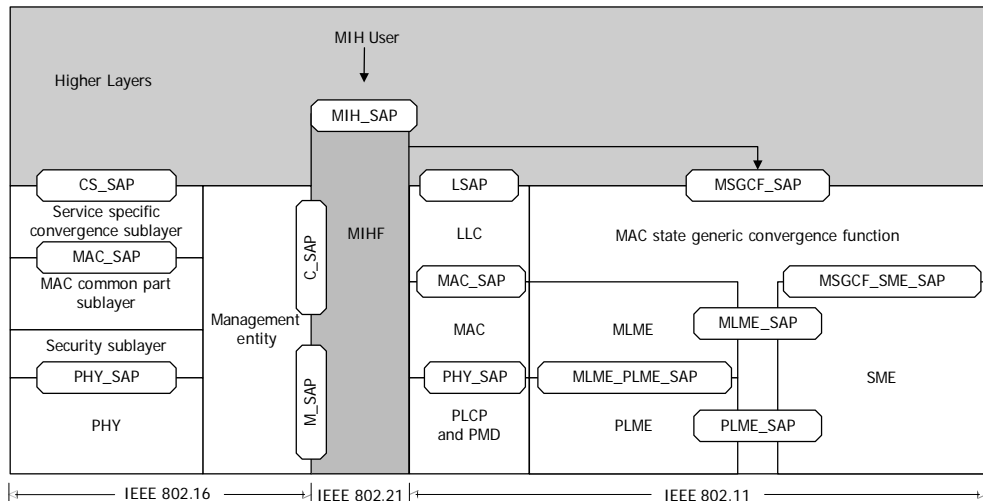 MIH User
Higher Layers
MIH_SAP
CS_SAP
LSAP
MSGCF_SAP
Service specific
convergence sublayer
C_SAP
MIHF
LLC
MAC state generic convergence function
MAC_SAP
MAC common part
sublayer
MAC_SAP
MSGCF_SME_SAP
Management
entity
MAC
MLME
MLME_SAP
Security sublayer
PHY_SAP
M_SAP
PHY_SAP
MLME_PLME_SAP
SME
PHY
PLCP
and PMD
PLME
PLME_SAP
IEEE 802.16
IEEE 802.21
IEEE 802.11